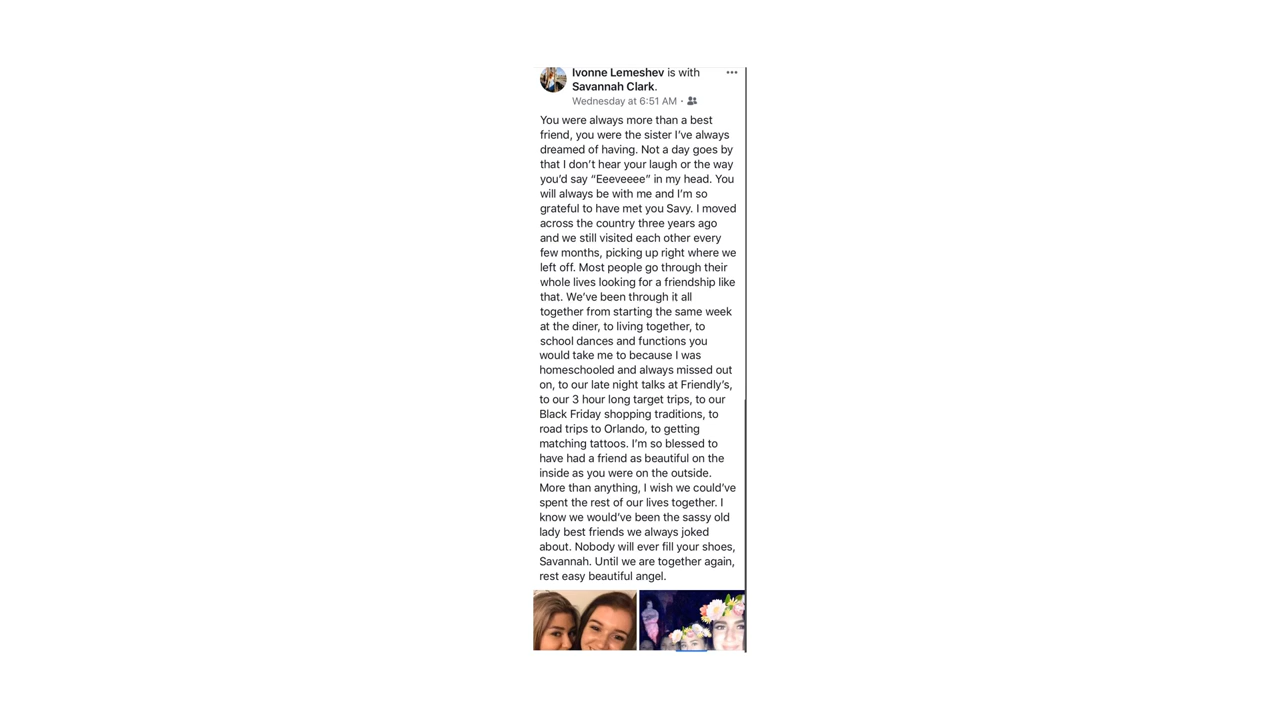 Ivonne Lemeshev is with
Savannah Clark.
Wednesday at 6:51 AM ·
You were always more than a best
friend, you were the sister I’ve always
dreamed of having. Not a day goes by
that I don’t hear your laugh or the way
you’d say “Eeeveeee” in my head. You
will always be with me and I’m so
grateful to have met you Savy. I moved
across the country three years ago
and we still visited each other every
few months, picking up right where we
left off. Most people go through their
whole lives looking for a friendship like
that. We’ve been through it all
together from starting the same week
at the diner, to living together, to
school dances and functions you
would take me to because I was
homeschooled and always missed out
on, to our late night talks at Friendly’s,
to our 3 hour long target trips, to our
Black Friday shopping traditions, to
road trips to Orlando, to getting
matching tattoos. I’m so blessed to
have had a friend as beautiful on the
inside as you were on the outside.
More than anything, I wish we could’ve
spent the rest of our lives together. I
know we would’ve been the sassy old
lady best friends we always joked
about. Nobody will ever fill your shoes,
Savannah. Until we are together again,
rest easy beautiful angel.